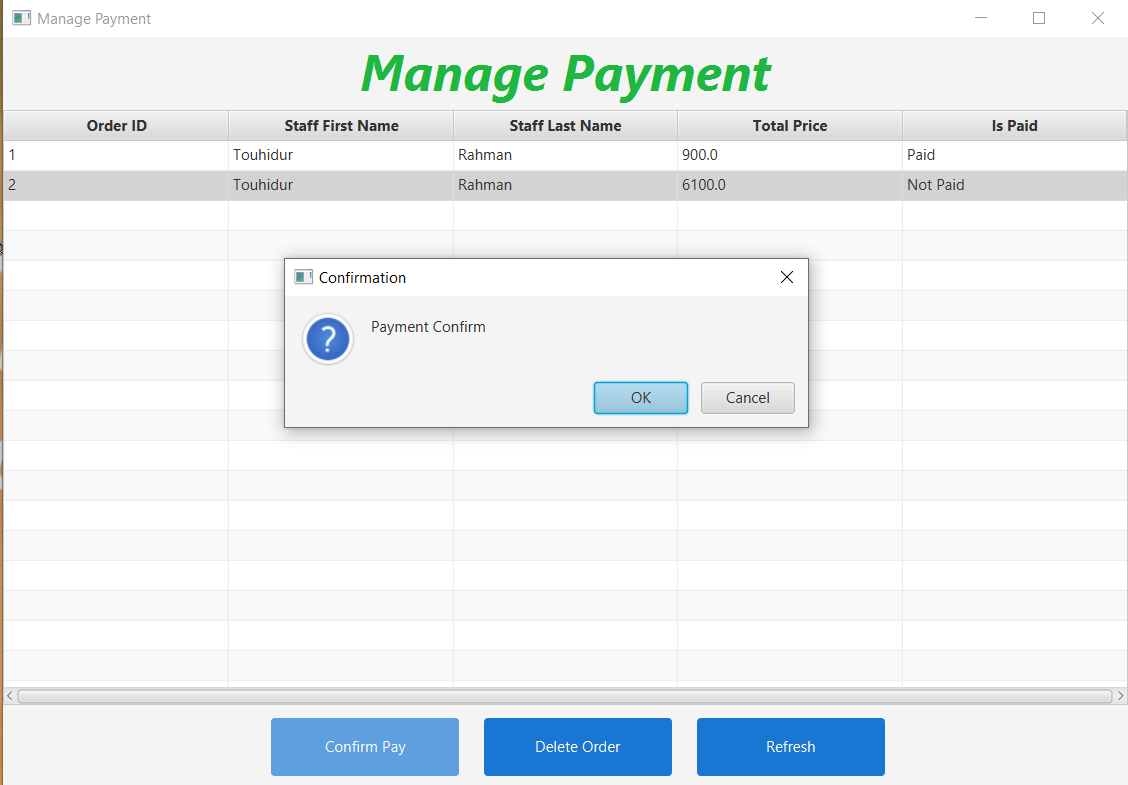 Manage Payment
Manage Payment
Order ID Staff First Name Staff Last Name Total Price Is Paid
1 Touhidur Rahman 900.0 Paid
2 Touhidur Rahman 6100.0 Not Paid
Confirmation
Payment Confirm
OK Cancel
Confirm Pay Delete Order Refresh